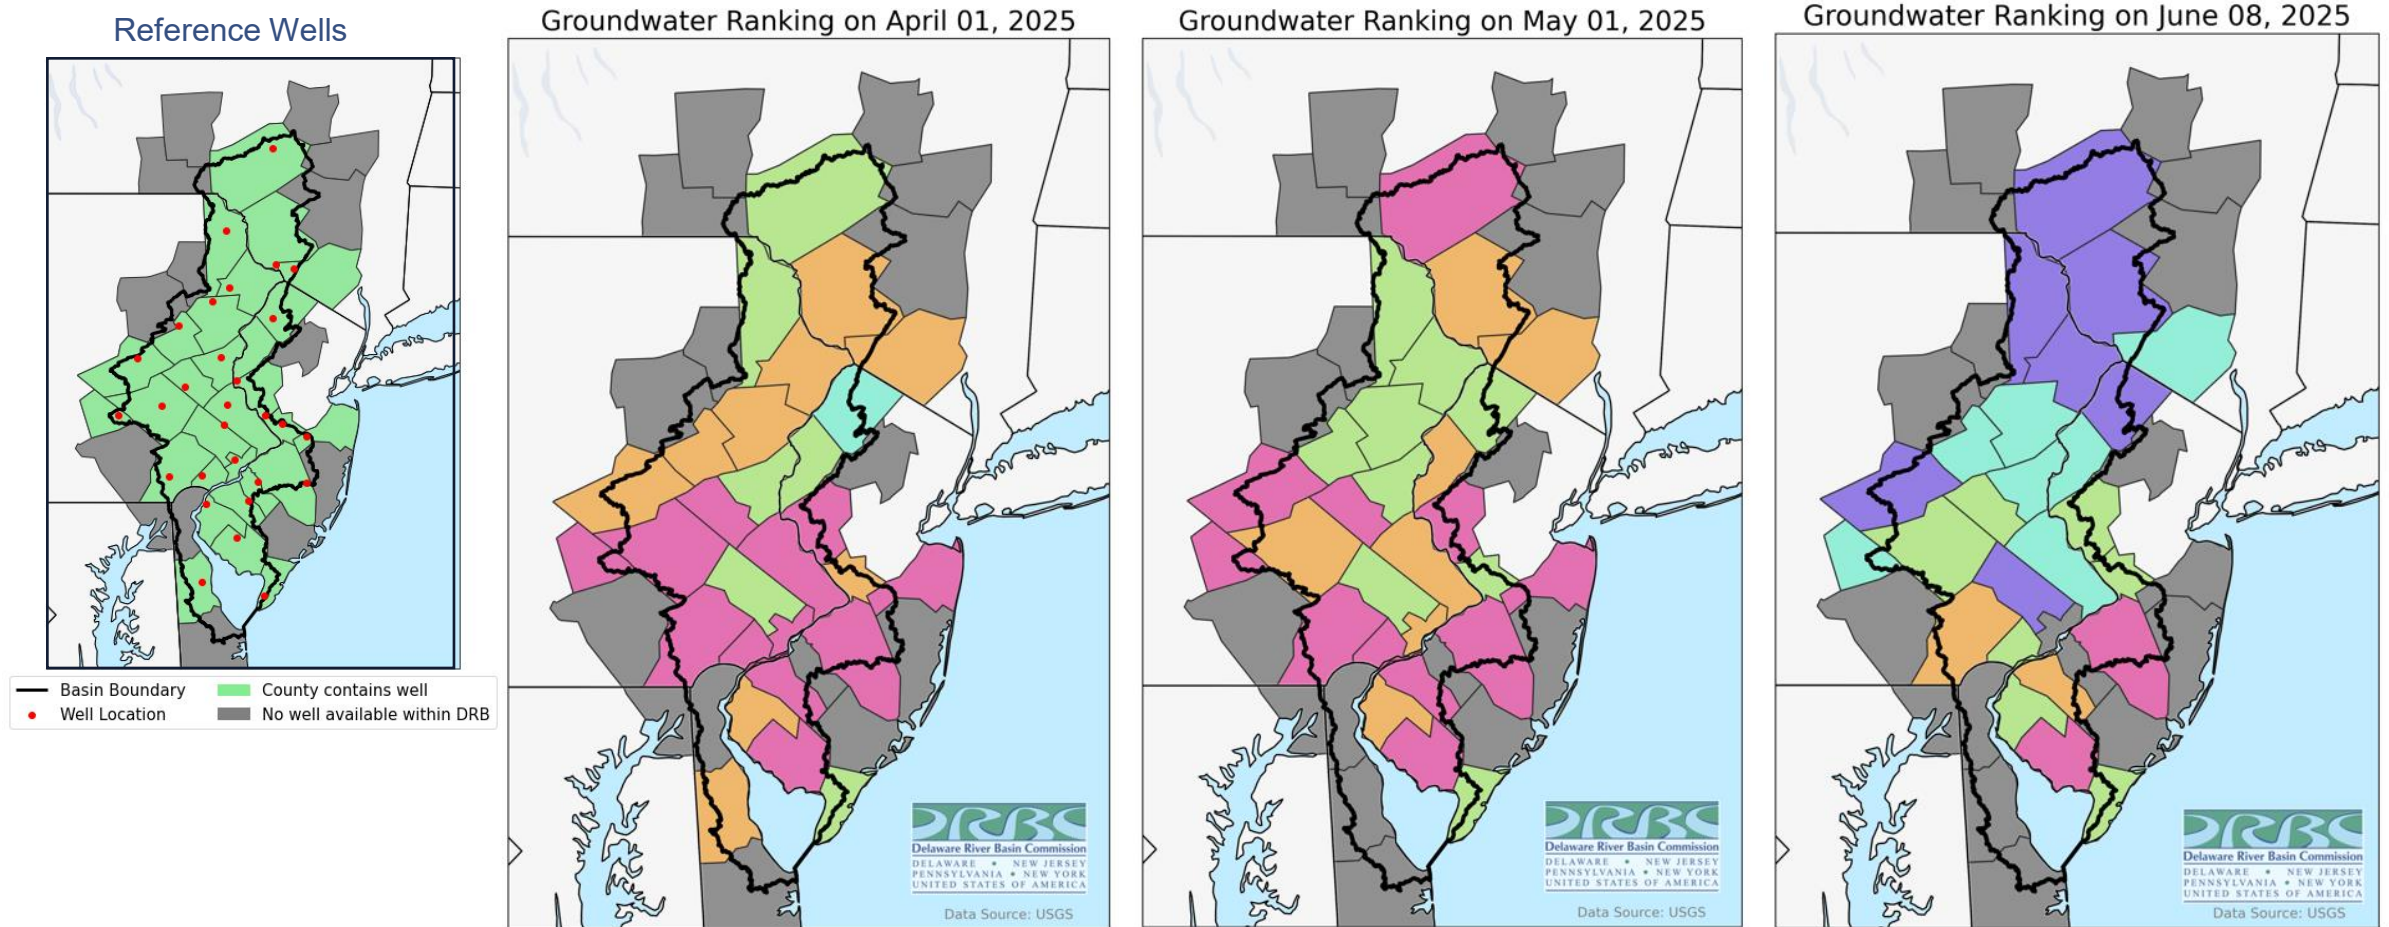 Reference Wells
Basin Boundary
Well Location
County contains well
No well available within DRB
Groundwater Ranking on April 01, 2025
DRBC
Delaware River Basin Commission
DELAWARE • NEW JERSEY
PENNSYLVANIA • NEW YORK
UNITED STATES OF AMERICA
Data Source: USGS
Groundwater Ranking on May 01, 2025
DRBC
Delaware River Basin Commission
DELAWARE • NEW JERSEY
PENNSYLVANIA • NEW YORK
UNITED STATES OF AMERICA
Data Source: USGS
Groundwater Ranking on June 08, 2025
DRBC
Delaware River Basin Commission
DELAWARE • NEW JERSEY
PENNSYLVANIA • NEW YORK
UNITED STATES OF AMERICA
Data Source: USGS